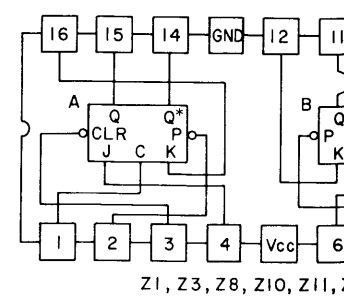 16 15 14 GND 12 11
A B
Q Q* Q
CLR P P
J C K K
1 2 3 4 Vcc 6
Z1, Z3, Z8, Z10, Z11,